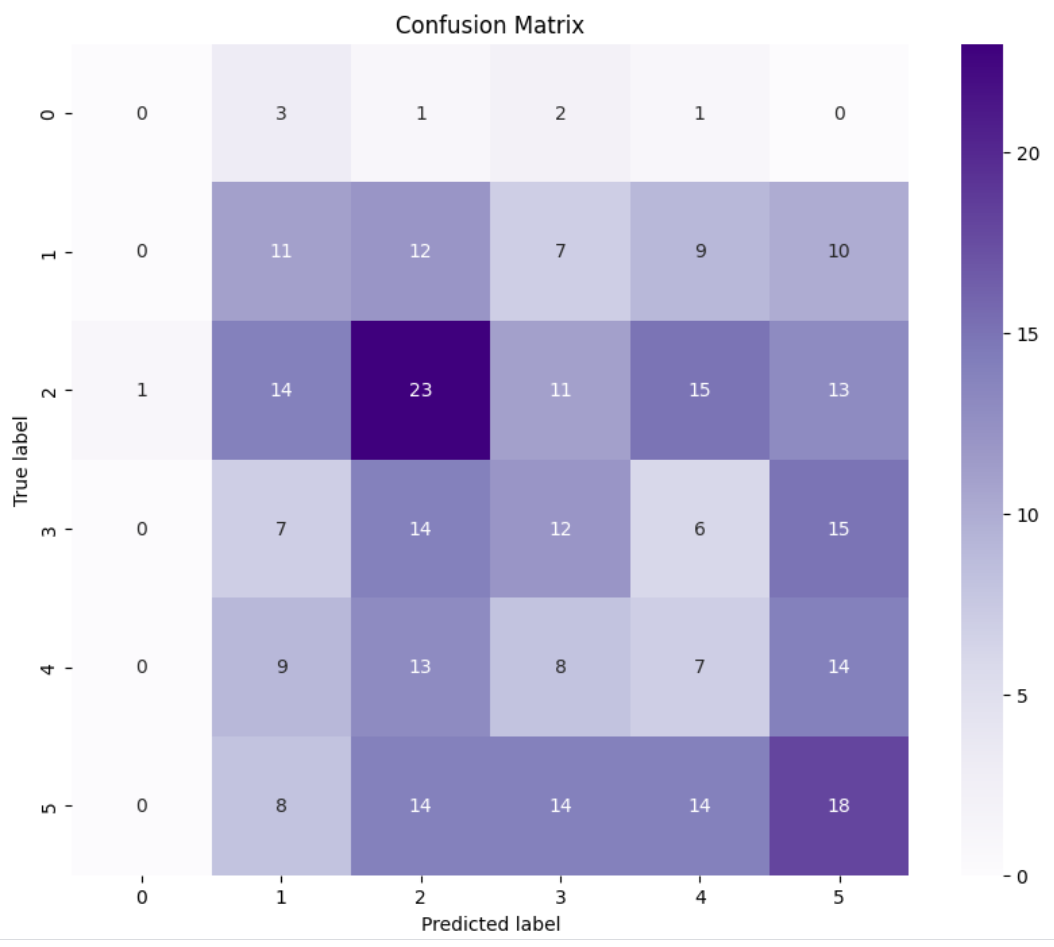 Confusion Matrix
0 0 3 1 2 1 0
1 0 11 12 7 9 10
2 1 14 23 11 15 13
3 0 7 14 12 6 15
4 0 9 13 8 7 14
5 0 8 14 14 14 18
0 1 2 3 4 5
Predicted label
True label
20
15
10
5
0